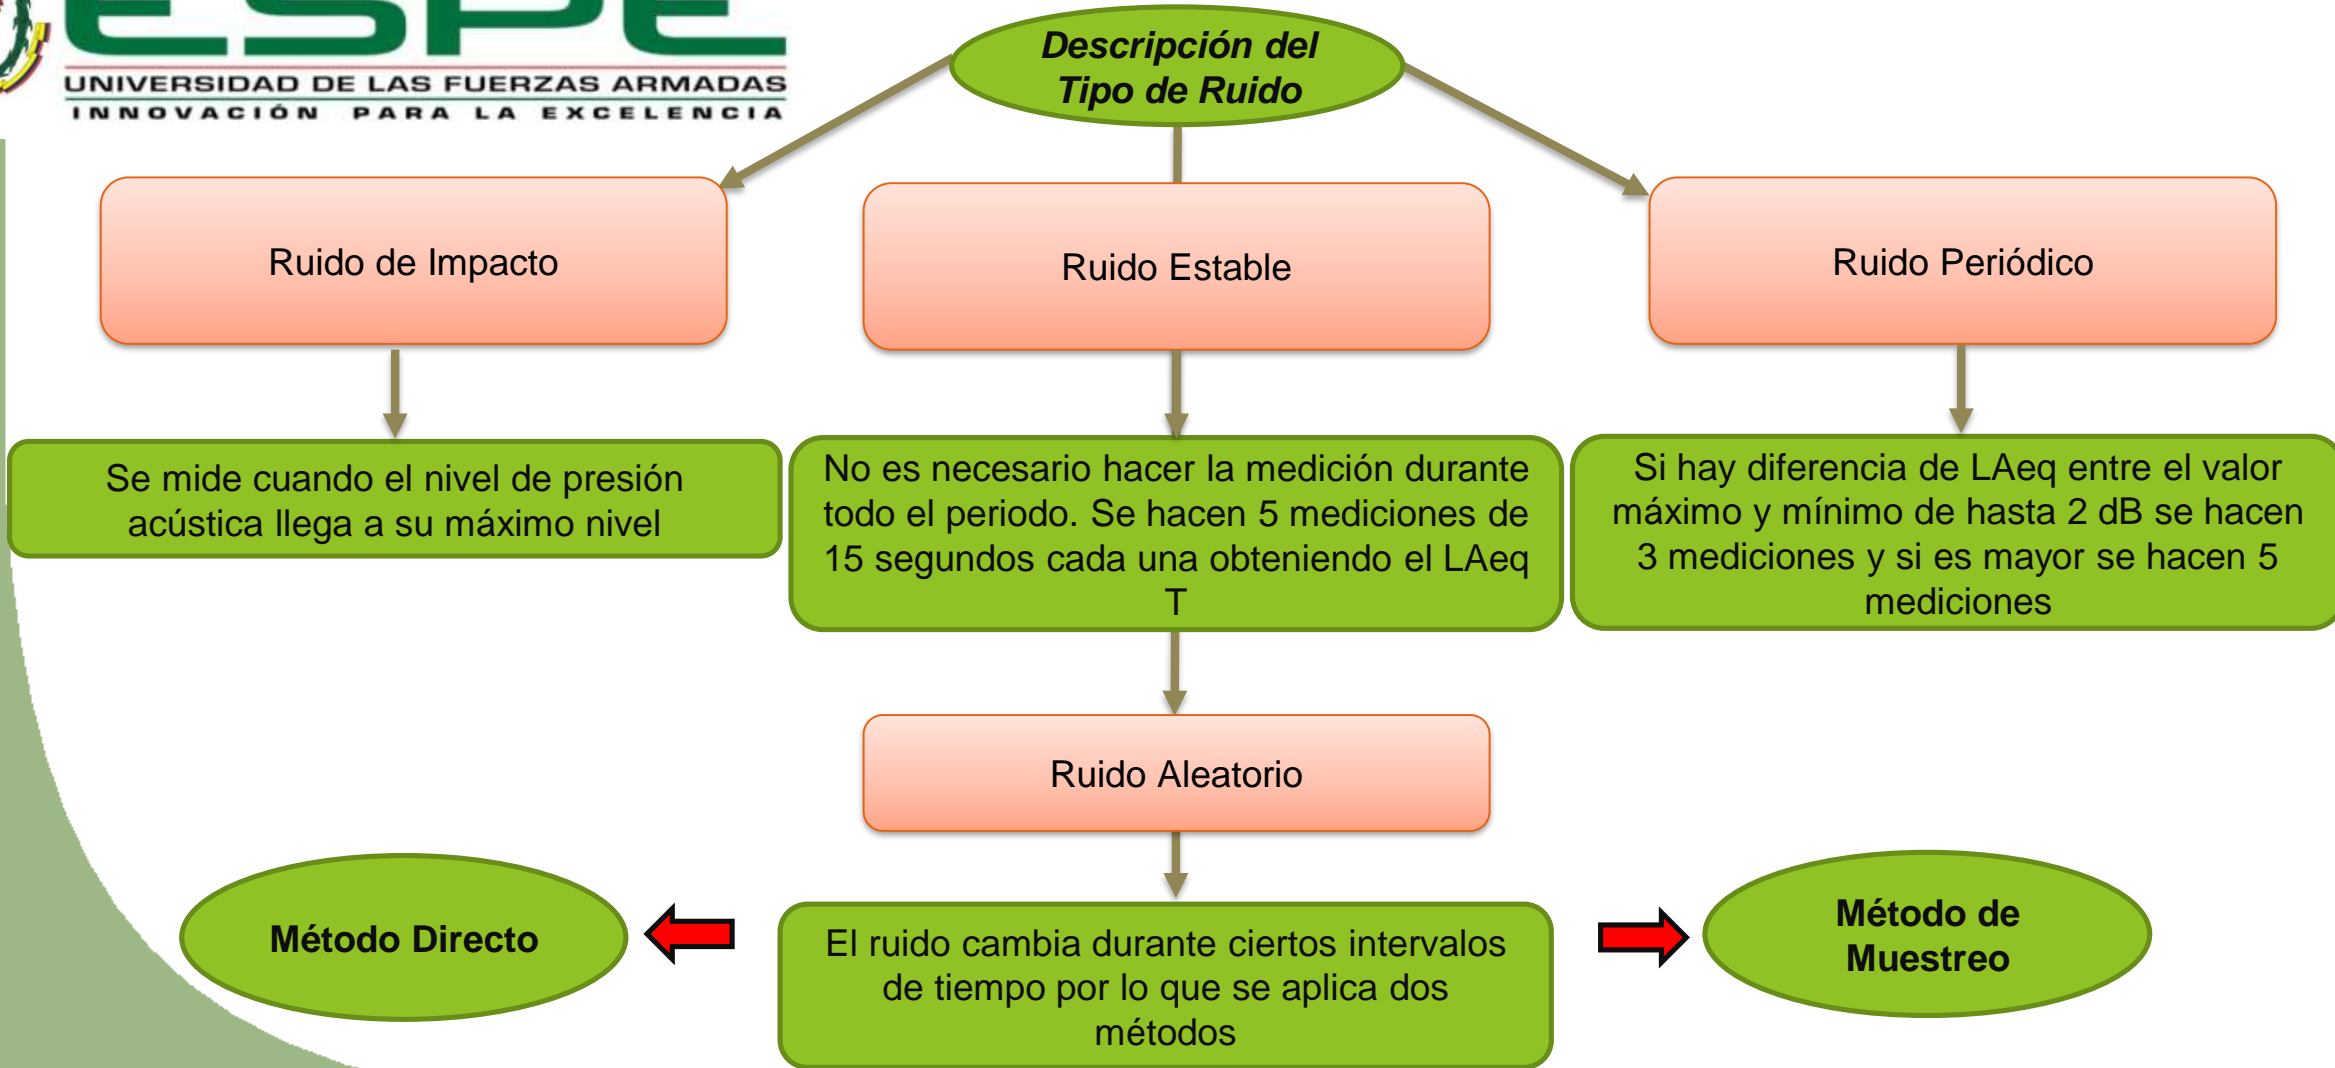 ESPE
UNIVERSIDAD DE LAS FUERZAS ARMADAS
INNOVACIÓN PARA LA EXCELENCIA
Descripción del
Tipo de Ruido
Ruido de Impacto
Ruido Estable
Ruido Periódico
Se mide cuando el nivel de presión
acústica llega a su máximo nivel
No es necesario hacer la medición durante
todo el periodo. Se hacen 5 mediciones de
15 segundos cada una obteniendo el LAeq
T
Si hay diferencia de LAeq entre el valor
máximo y mínimo de hasta 2 dB se hacen
3 mediciones y si es mayor se hacen 5
mediciones
Ruido Aleatorio
Método Directo
El ruido cambia durante ciertos intervalos
de tiempo por lo que se aplica dos
métodos
Método de
Muestreo